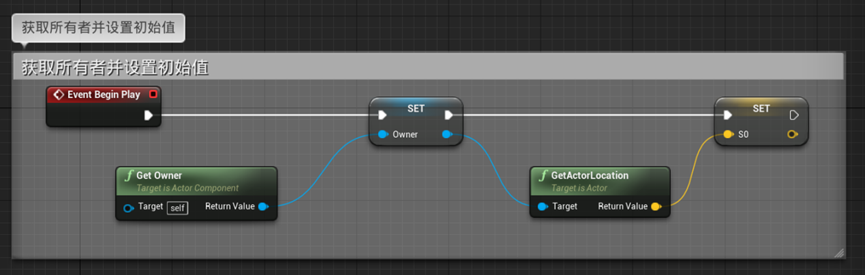 获取所有者并设置初始值
获取所有者并设置初始值
Event Begin Play
SET
SET
Owner
S0
Get Owner
Target is Actor Component
Target self Return Value
GetActorLocation
Target is Actor
Target Return Value